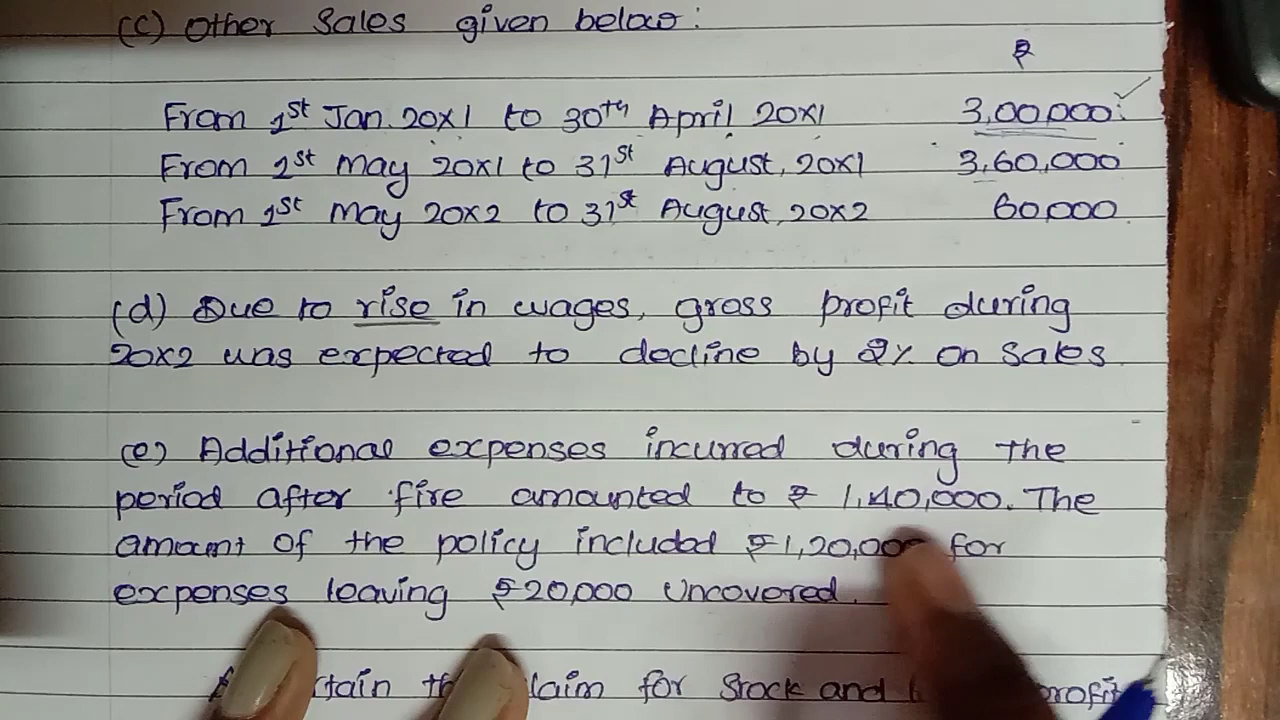 (c) Other Sales given below:
₹
From 1st Jan 20X1 to 30th April 20X1 3,00,000
From 1st May 20X1 to 31st August, 20X1 3,60,000
From 1st May 20X2 to 31st August, 20X2 60,000
(d) Due to rise in wages, gross profit during
20X2 was expected to decline by 2% on Sales
(e) Additional expenses incurred during the
period after fire amounted to ₹ 1,40,000. The
amount of the policy included ₹1,20,000 for
expenses leaving ₹20,000 Uncovered.
for Stock and